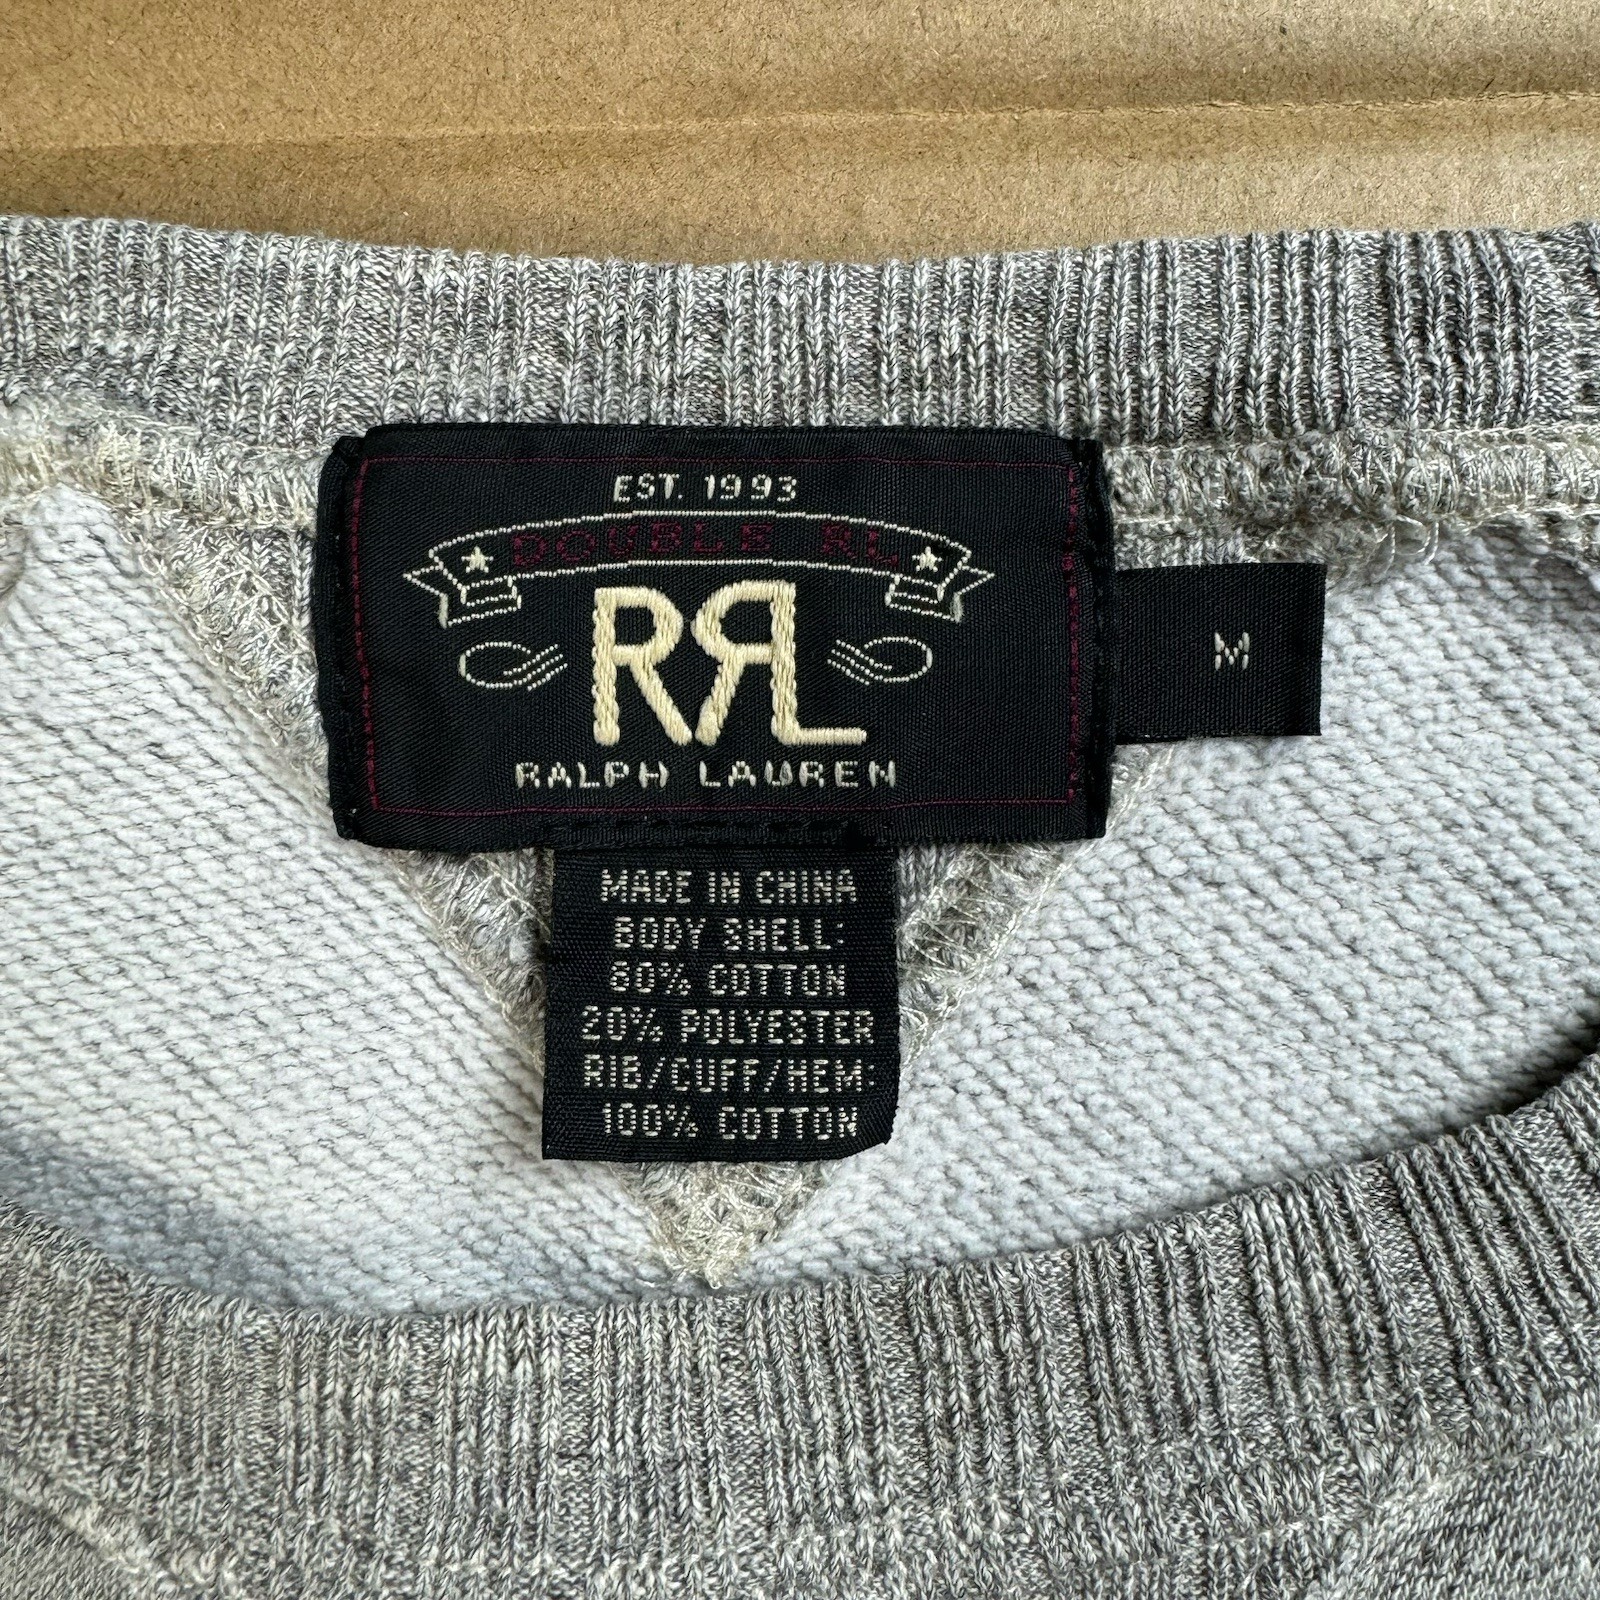 EST. 1993
DOUBLE RL
RRL
RALPH LAUREN
M
MADE IN CHINA
BODY SHELL:
80% COTTON
20% POLYESTER
RIB/CUFF/HEM:
100% COTTON